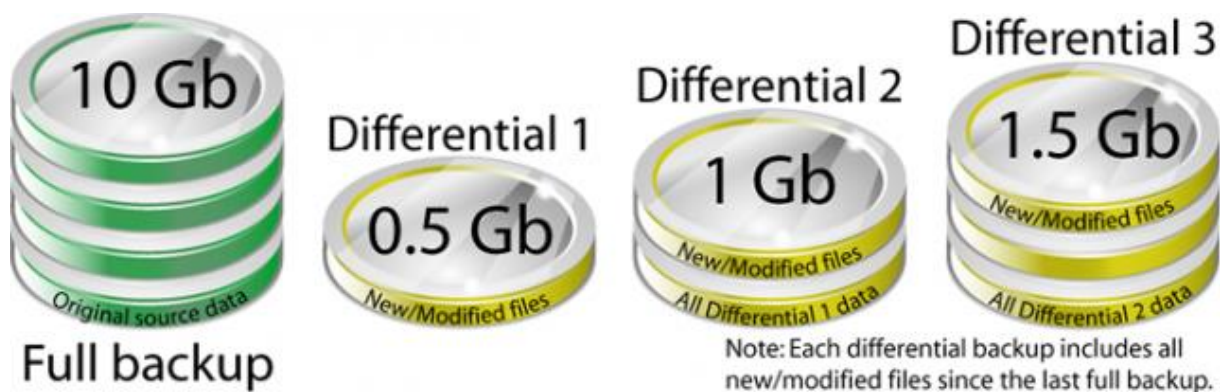 10 Gb
Original source data
Full backup
Differential 1
0.5 Gb
New/Modified files
Differential 2
1 Gb
New/Modified files
All Differential 1 data
Differential 3
1.5 Gb
New/Modified files
All Differential 2 data
Note: Each differential backup includes all
new/modified files since the last full backup.